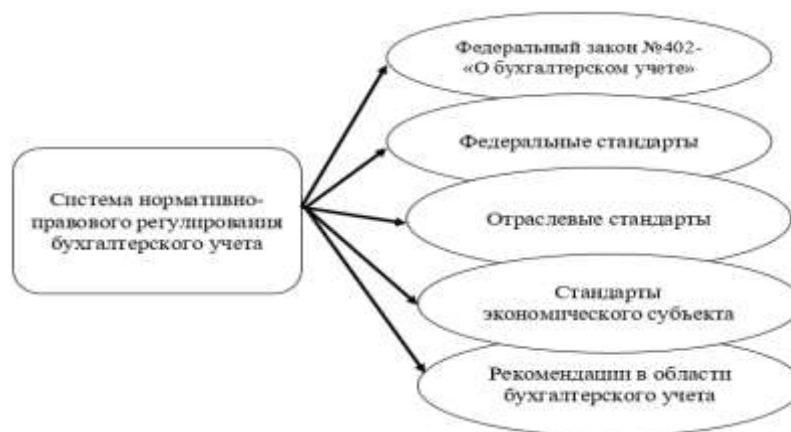 Система нормативно-
правового регулирования
бухгалтерского учета
Федеральный закон №402-
«О бухгалтерском учете»
Федеральные стандарты
Отраслевые стандарты
Стандарты
экономического субъекта
Рекомендации в области
бухгалтерского учета